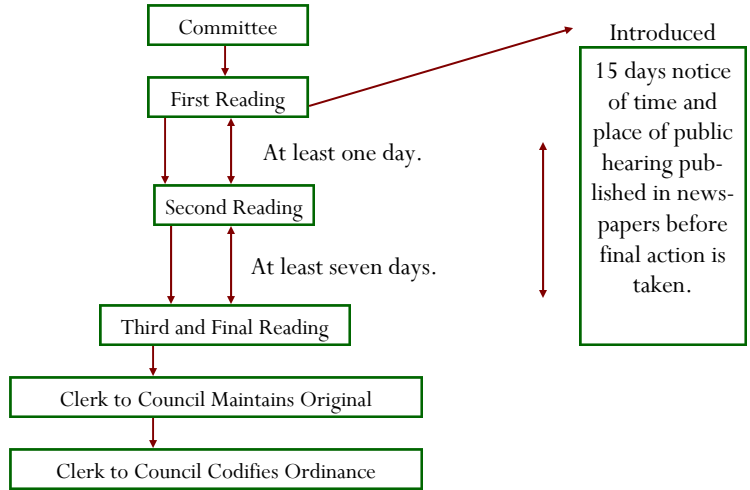 Committee
First Reading
At least one day.
Second Reading
At least seven days.
Third and Final Reading
Clerk to Council Maintains Original
Clerk to Council Codifies Ordinance
Introduced
15 days notice
of time and
place of public
hearing pub-
lished in news-
papers before
final action is
taken.